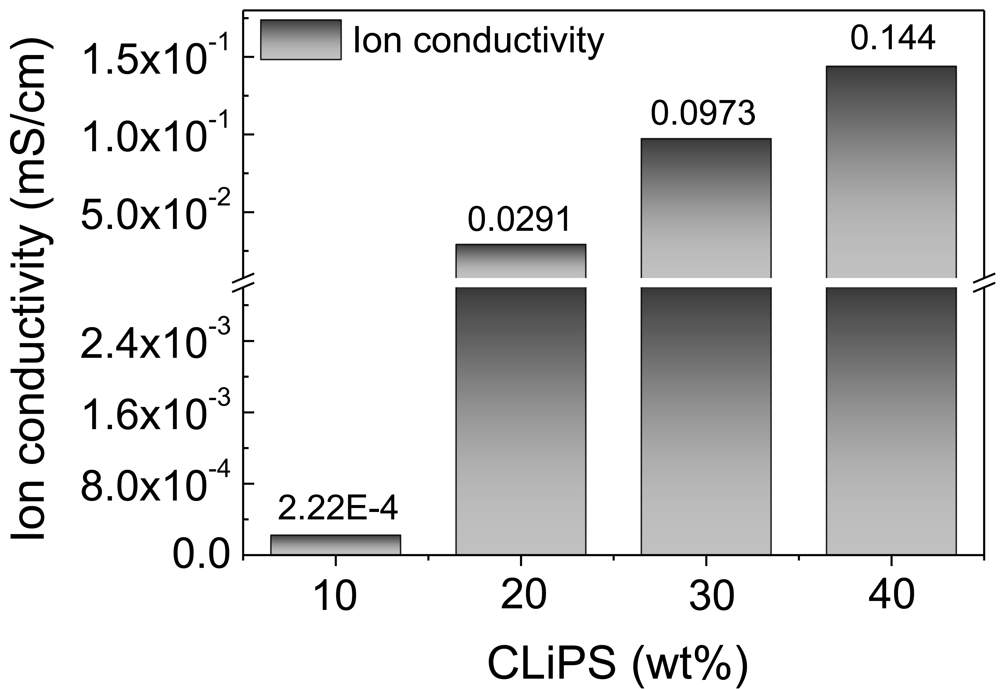 Ion conductivity (mS/cm)
Ion conductivity
1.5x10⁻¹
1.0x10⁻¹
5.0x10⁻²
2.4x10⁻³
1.6x10⁻³
8.0x10⁻⁴
0.0
2.22E-4
0.0291
0.0973
0.144
10
20
30
40
CLiPS (wt%)